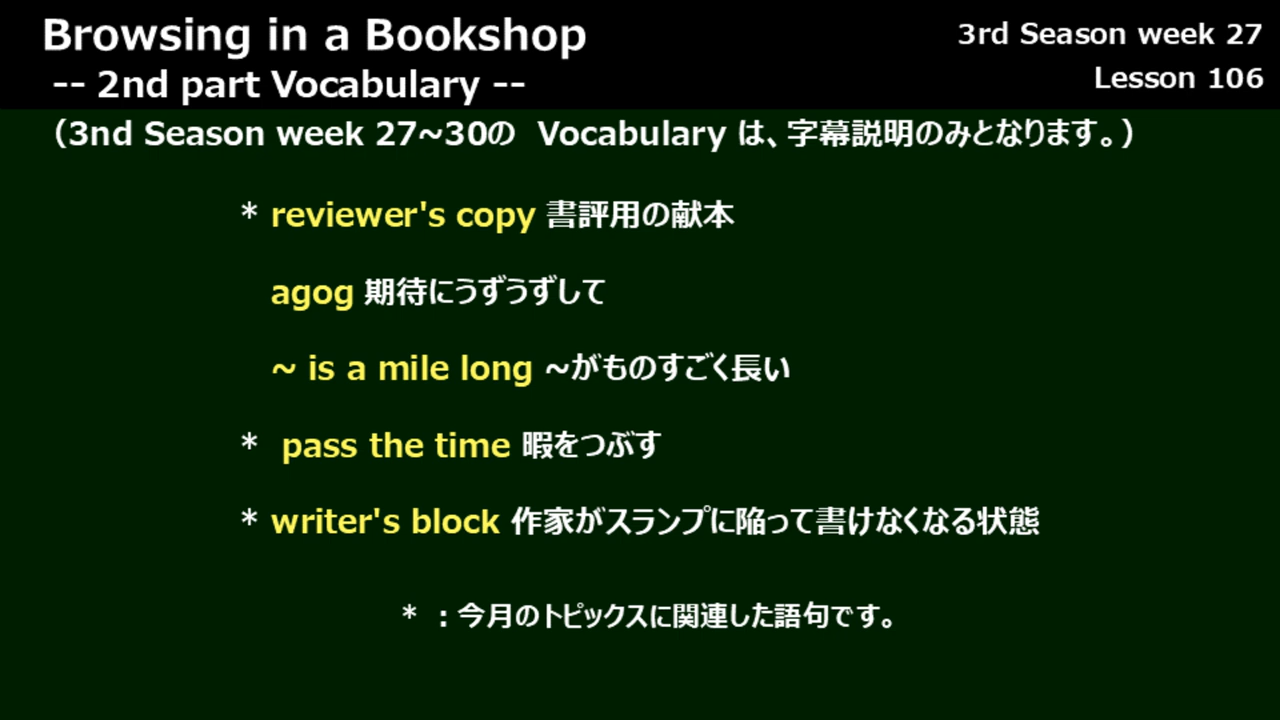 Browsing in a Bookshop
3rd Season week 27
-- 2nd part Vocabulary --
Lesson 106
（3nd Season week 27~30の Vocabulary は、字幕説明のみとなります。）
* reviewer's copy 書評用の献本
agog 期待にうずうずして
~ is a mile long ~がものすごく長い
* pass the time 暇をつぶす
* writer's block 作家がスランプに陥って書けなくなる状態
* ：今月のトピックスに関連した語句です。